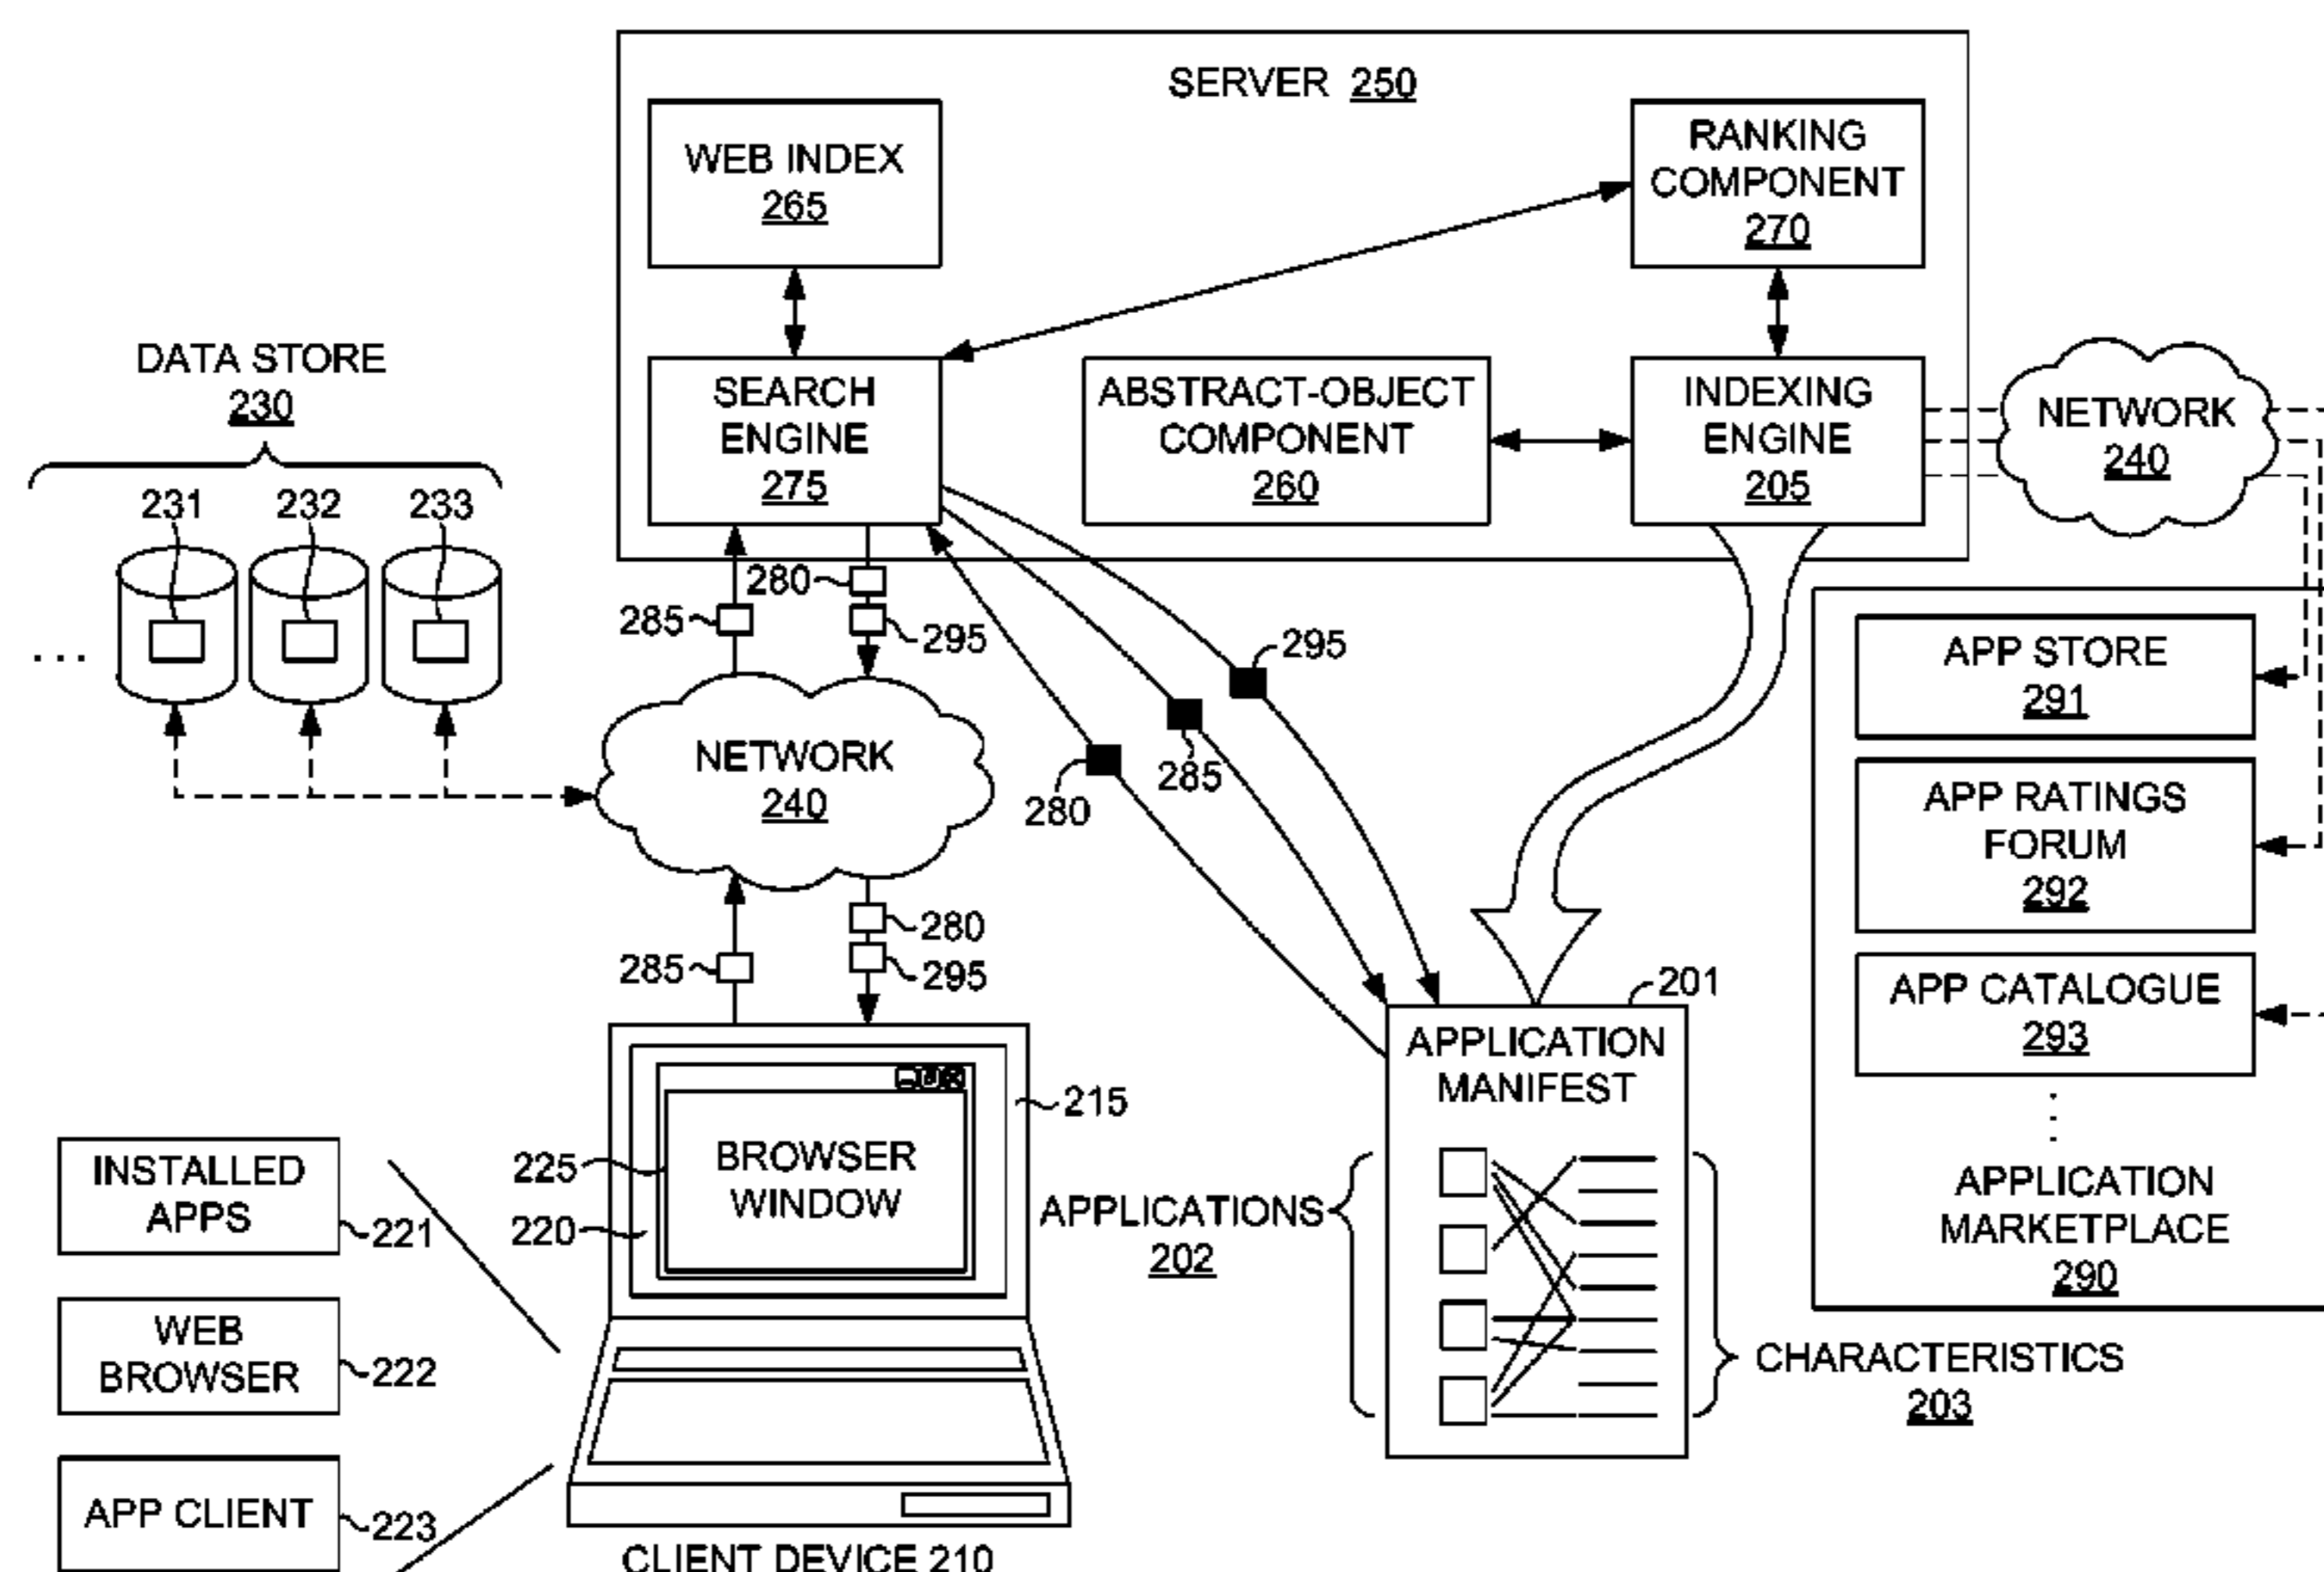 SERVER 250
WEB INDEX
265
RANKING
COMPONENT
270
DATA STORE
230
231
232
233
. . .
SEARCH
ENGINE
275
ABSTRACT-OBJECT
COMPONENT
260
INDEXING
ENGINE
205
NETWORK
240
280
285
295
295
285
280
NETWORK
240
APP STORE
291
APP RATINGS
FORUM
292
APP CATALOGUE
293
APPLICATION
MARKETPLACE
290
280
285
295
201
APPLICATION
MANIFEST
APPLICATIONS
202
CHARACTERISTICS
203
215
BROWSER
WINDOW
225
220
INSTALLED
APPS
221
WEB
BROWSER
222
APP CLIENT
223
CLIENT DEVICE 210